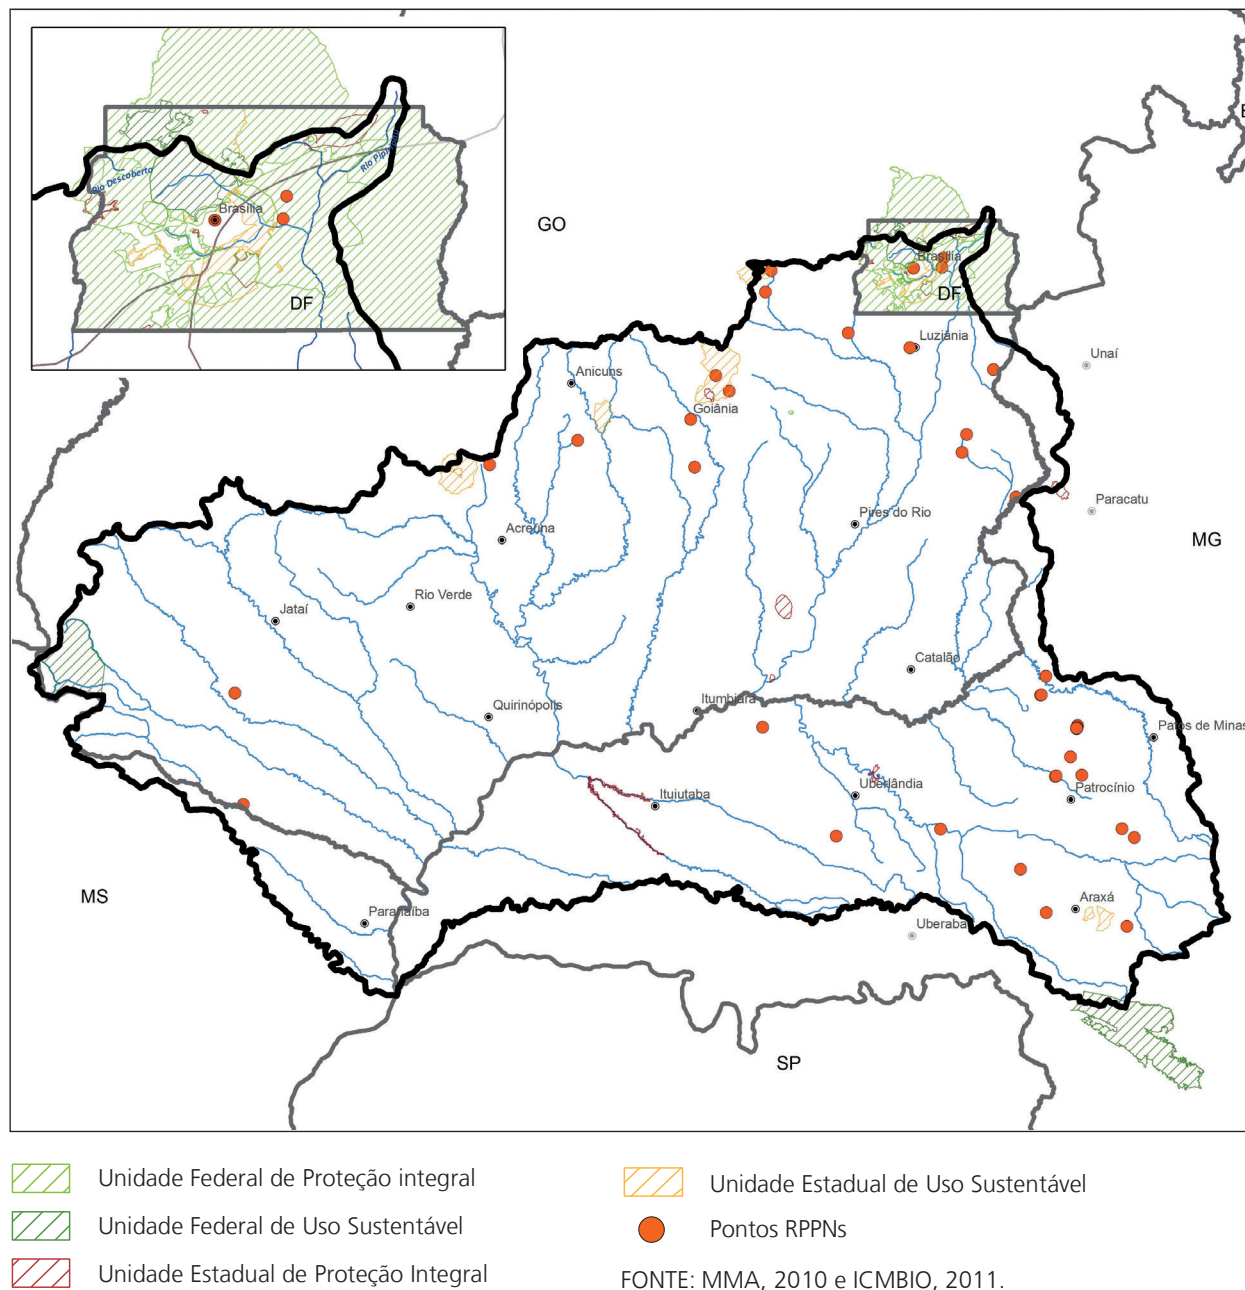 Rio Descoberto
Rio Pipiripau
Brasília
DF
GO
Brasília
DF
Luziânia
Unaí
Anicuns
Goiânia
Paracatu
Pires do Rio
Acreúna
MG
Rio Verde
Jataí
Catalão
Quirinópolis
Itumbiara
Patos de Minas
Ituiutaba
Uberlândia
Patrocínio
MS
Araxá
Paranaíba
Uberaba
SP
Unidade Federal de Proteção integral
Unidade Federal de Uso Sustentável
Unidade Estadual de Proteção Integral
Unidade Estadual de Uso Sustentável
Pontos RPPNs
FONTE: MMA, 2010 e ICMBIO, 2011.